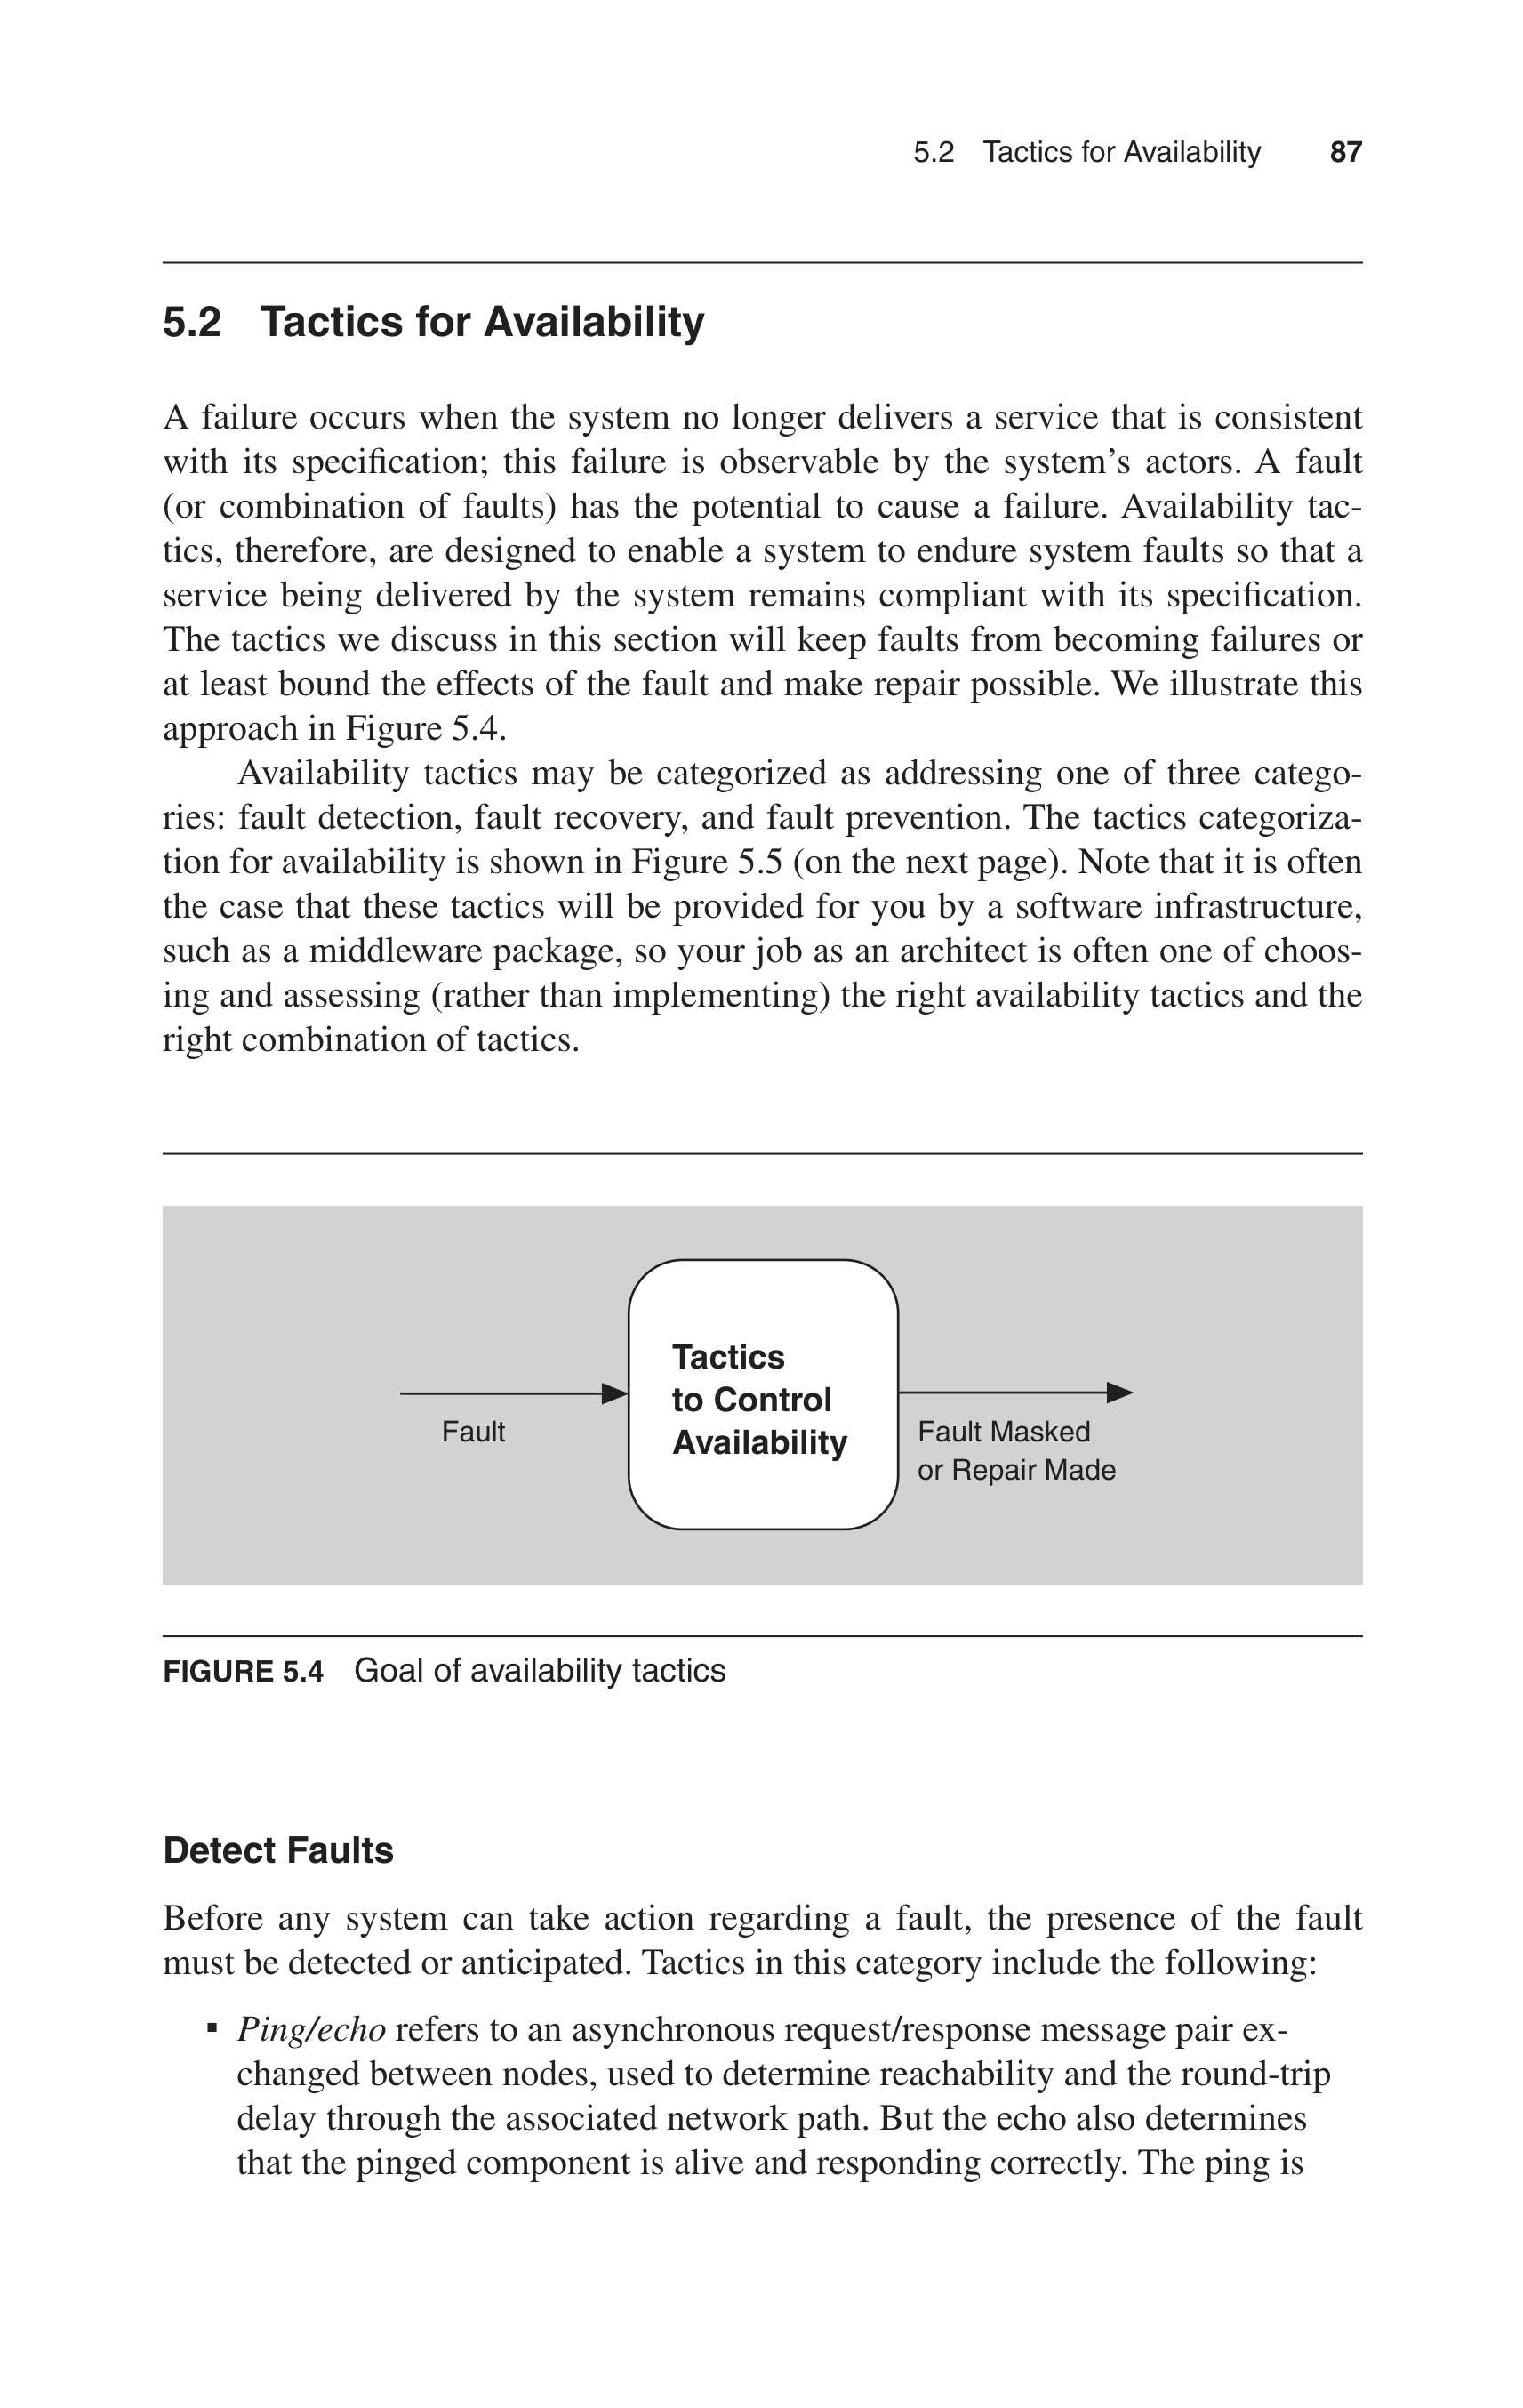 5.2 Tactics for Availability 87
5.2 Tactics for Availability
A failure occurs when the system no longer delivers a service that is consistent
with its specification; this failure is observable by the system’s actors. A fault
(or combination of faults) has the potential to cause a failure. Availability tac-
tics, therefore, are designed to enable a system to endure system faults so that a
service being delivered by the system remains compliant with its specification.
The tactics we discuss in this section will keep faults from becoming failures or
at least bound the effects of the fault and make repair possible. We illustrate this
approach in Figure 5.4.
Availability tactics may be categorized as addressing one of three catego-
ries: fault detection, fault recovery, and fault prevention. The tactics categoriza-
tion for availability is shown in Figure 5.5 (on the next page). Note that it is often
the case that these tactics will be provided for you by a software infrastructure,
such as a middleware package, so your job as an architect is often one of choos-
ing and assessing (rather than implementing) the right availability tactics and the
right combination of tactics.
Fault
Tactics
to Control
Availability
Fault Masked
or Repair Made
FIGURE 5.4 Goal of availability tactics
Detect Faults
Before any system can take action regarding a fault, the presence of the fault
must be detected or anticipated. Tactics in this category include the following:
▪ Ping/echo refers to an asynchronous request/response message pair ex-
changed between nodes, used to determine reachability and the round-trip
delay through the associated network path. But the echo also determines
that the pinged component is alive and responding correctly. The ping is